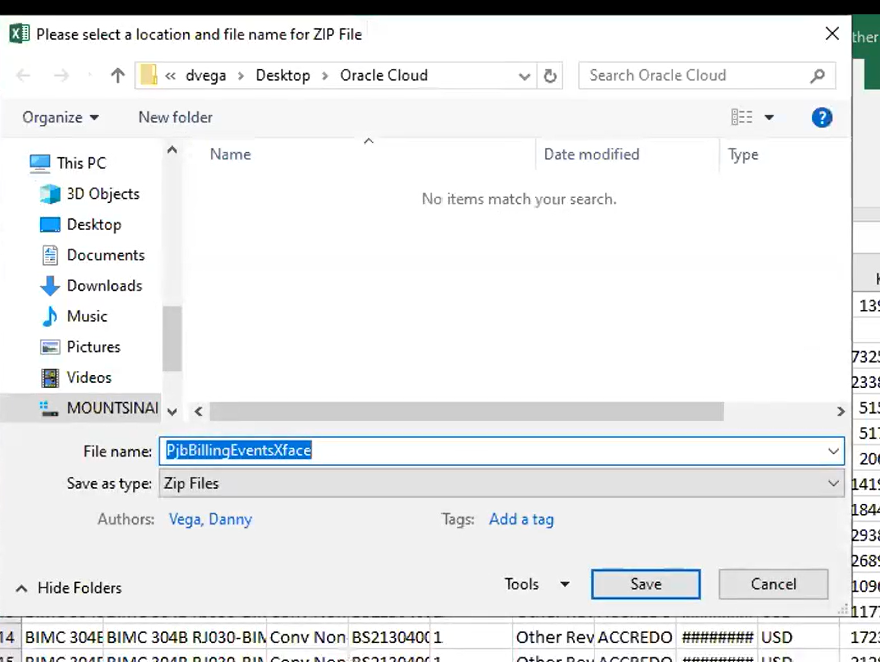 Please select a location and file name for ZIP File
ther
« dvega > Desktop > Oracle Cloud
Search Oracle Cloud
Organize
New folder
?
Name
Date modified
Type
This PC
No items match your search.
3D Objects
Desktop
Documents
Downloads
Music
Pictures
Videos
MOUNTSINAI
K
139
7325
2338
515
517
206
1419
1844
2938
2689
1096
1177
File name: PjbBillingEventsXface
Save as type: Zip Files
Authors: Vega, Danny
Tags: Add a tag
Hide Folders
Tools
Save
Cancel
14 BIMC 304B BIMC 304B RJ030-BIM Conv Non- BS2130400 1 Other Rev ACCREDO ######## USD 1723